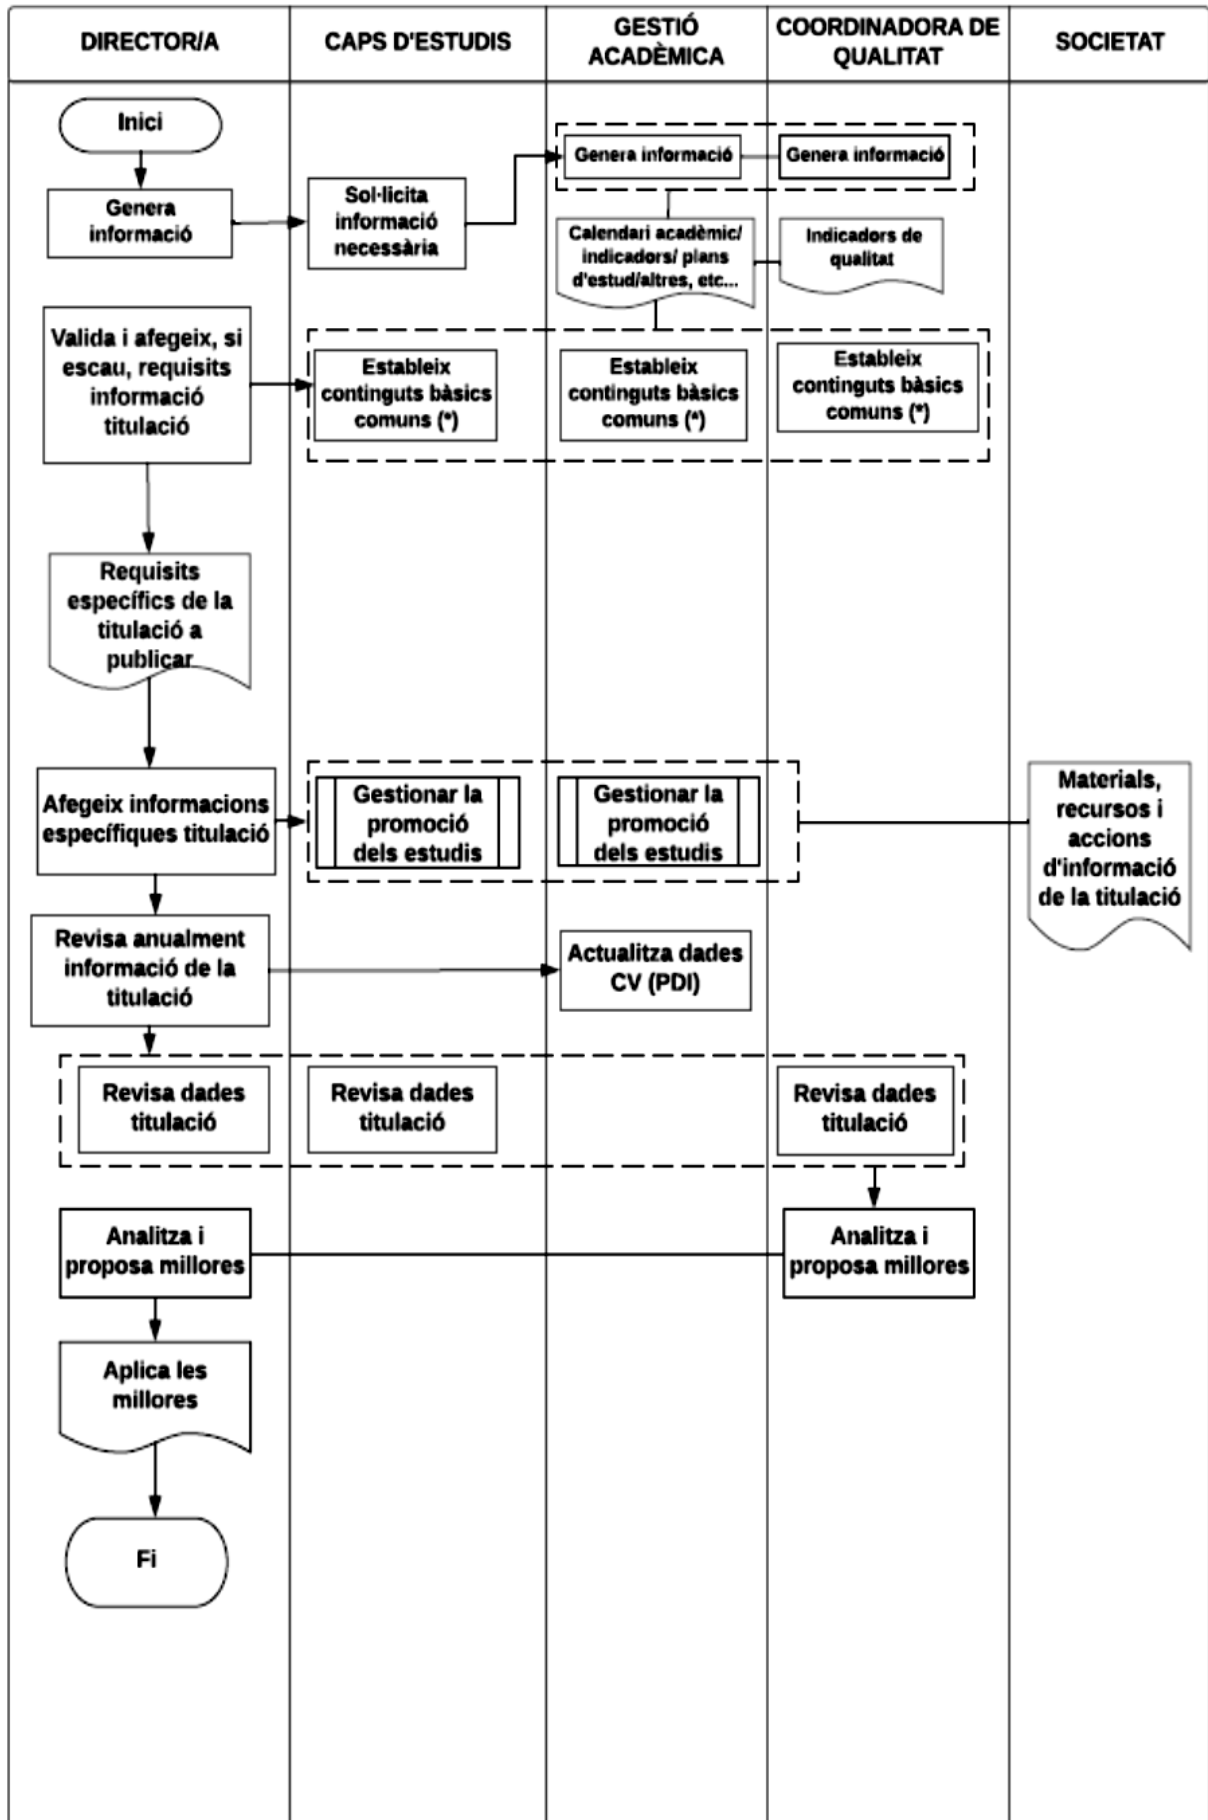 DIRECTOR/A
CAPS D'ESTUDIS
GESTIÓ
ACADÈMICA
COORDINADORA DE
QUALITAT
SOCIETAT
Inici
Genera
informació
Sol·licita
informació
necessària
Genera informació
Genera informació
Calendari acadèmic/
indicadors/ plans
d'estud/altres, etc...
Indicadors de
qualitat
Valida i afegeix, si
escau, requisits
informació
titulació
Estableix
continguts bàsics
comuns (*)
Estableix
continguts bàsics
comuns (*)
Estableix
continguts bàsics
comuns (*)
Requisits
específics de la
titulació a
publicar
Afegeix informacions
específiques titulació
Gestionar la
promoció
dels estudis
Gestionar la
promoció
dels estudis
Materials,
recursos i
accions
d'informació
de la titulació
Revisa anualment
informació de la
titulació
Actualitza dades
CV (PDI)
Revisa dades
titulació
Revisa dades
titulació
Revisa dades
titulació
Analitza i
proposa millores
Analitza i
proposa millores
Aplica les
millores
Fi